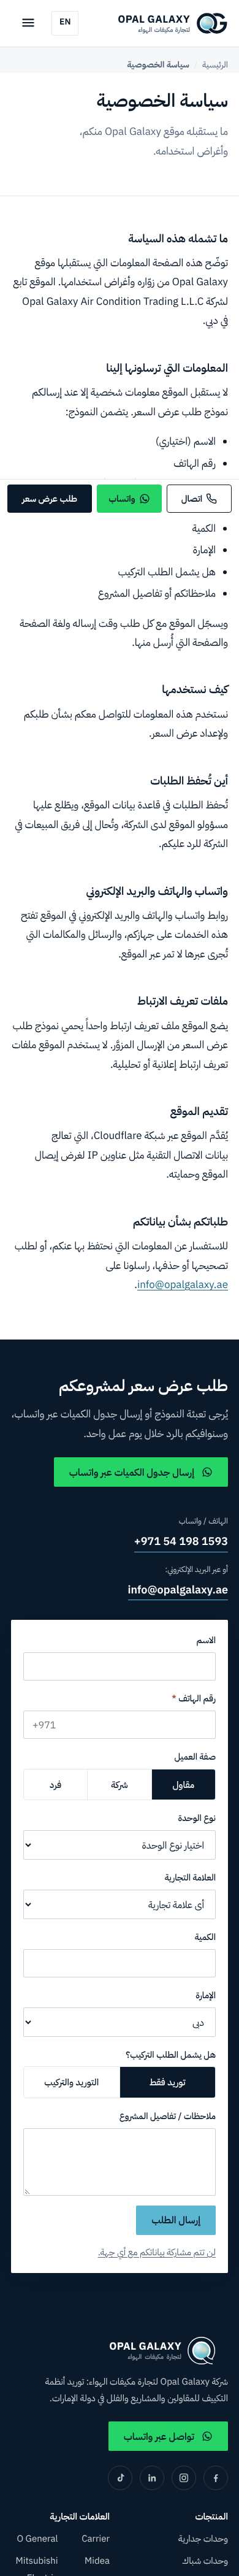 OPAL GALAXY
لتجارة مكيفات الهواء
EN
الرئيسية / سياسة الخصوصية
سياسة الخصوصية
ما يستقبله موقع Opal Galaxy منكم،
وأغراض استخدامه.
ما تشمله هذه السياسة
توضّح هذه الصفحة المعلومات التي يستقبلها موقع
Opal Galaxy من زوّاره وأغراض استخدامها. الموقع تابع
لشركة Opal Galaxy Air Condition Trading L.L.C
في دبي.
المعلومات التي ترسلونها إلينا
لا يستقبل الموقع معلومات شخصية إلا عند إرسالكم
نموذج طلب عرض السعر. يتضمن النموذج:
الاسم (اختياري)
رقم الهاتف
اتصال
واتساب
طلب عرض سعر
الكمية
الإمارة
هل يشمل الطلب التركيب
ملاحظاتكم أو تفاصيل المشروع
ويسجّل الموقع مع كل طلب وقت إرساله ولغة الصفحة
والصفحة التي أُرسل منها.
كيف نستخدمها
نستخدم هذه المعلومات للتواصل معكم بشأن طلبكم
ولإعداد عرض السعر.
أين تُحفظ الطلبات
تُحفظ الطلبات في قاعدة بيانات الموقع، ويطّلع عليها
مسؤولو الموقع لدى الشركة، وتُحال إلى فريق المبيعات في
الشركة للرد عليكم.
واتساب والهاتف والبريد الإلكتروني
روابط واتساب والهاتف والبريد الإلكتروني في الموقع تفتح
هذه الخدمات على جهازكم، والرسائل والمكالمات التي
تُجرى عبرها لا تمر عبر الموقع.
ملفات تعريف الارتباط
يضع الموقع ملف تعريف ارتباط واحداً يحمي نموذج طلب
عرض السعر من الإرسال المزوَّر. لا يستخدم الموقع ملفات
تعريف ارتباط إعلانية أو تحليلية.
تقديم الموقع
يُقدَّم الموقع عبر شبكة Cloudflare، التي تعالج
بيانات الاتصال التقنية مثل عناوين IP لغرض إيصال
الموقع وحمايته.
طلباتكم بشأن بياناتكم
للاستفسار عن المعلومات التي نحتفظ بها عنكم، أو لطلب
تصحيحها أو حذفها، راسلونا على
info@opalgalaxy.ae.
طلب عرض سعر لمشروعكم
يُرجى تعبئة النموذج أو إرسال جدول الكميات عبر واتساب،
وسنوافيكم بالرد خلال يوم عمل واحد.
إرسال جدول الكميات عبر واتساب
الهاتف / واتساب
+971 54 198 1593
أو عبر البريد الإلكتروني:
info@opalgalaxy.ae
الاسم
رقم الهاتف *
+971
صفة العميل
مقاول
شركة
فرد
نوع الوحدة
اختيار نوع الوحدة
العلامة التجارية
أي علامة تجارية
الكمية
الإمارة
دبي
هل يشمل الطلب التركيب؟
توريد فقط
التوريد والتركيب
ملاحظات / تفاصيل المشروع
إرسال الطلب
لن تتم مشاركة بياناتكم مع أي جهة.
OPAL GALAXY
لتجارة مكيفات الهواء
شركة Opal Galaxy لتجارة مكيفات الهواء: توريد أنظمة
التكييف للمقاولين والمشاريع والفلل في دولة الإمارات.
تواصل عبر واتساب
المنتجات
وحدات جدارية
وحدات شباك
العلامات التجارية
Carrier
O General
Midea
Mitsubishi